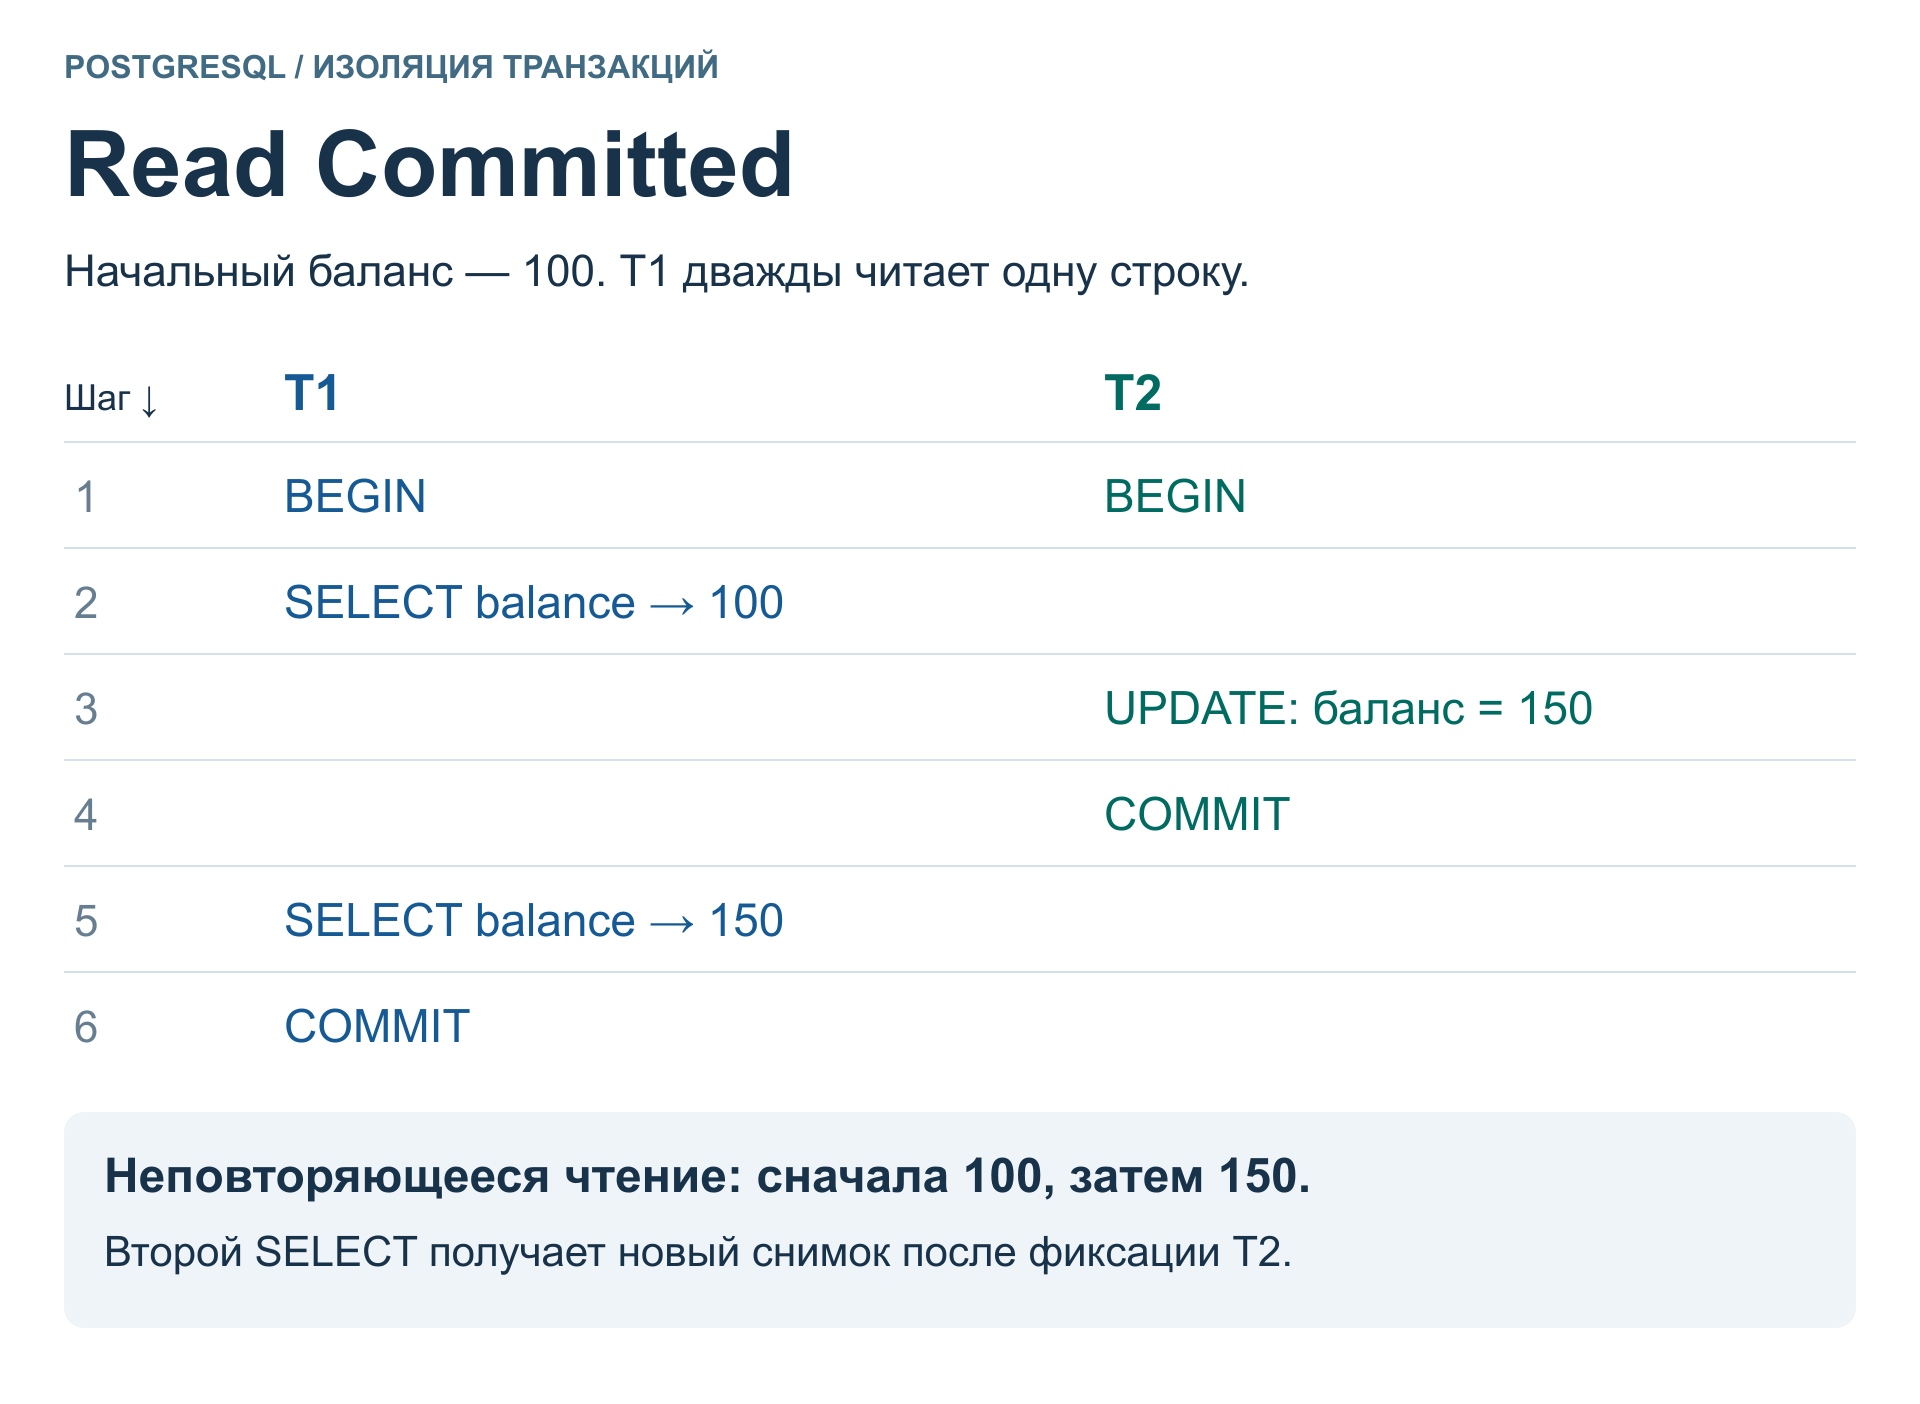 POSTGRESQL / ИЗОЛЯЦИЯ ТРАНЗАКЦИЙ
Read Committed
Начальный баланс — 100. T1 дважды читает одну строку.
Шаг ↓ T1 T2
1 BEGIN BEGIN
2 SELECT balance → 100
3 UPDATE: баланс = 150
4 COMMIT
5 SELECT balance → 150
6 COMMIT
Неповторяющееся чтение: сначала 100, затем 150.
Второй SELECT получает новый снимок после фиксации T2.